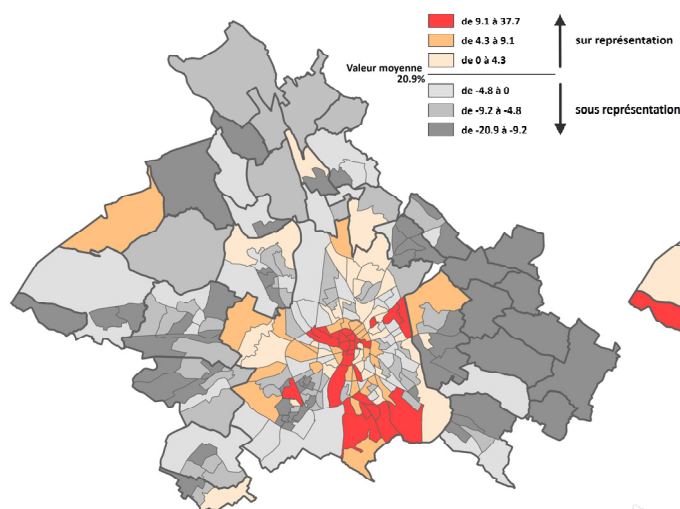 de 9.1 à 37.7
de 4.3 à 9.1
sur représentation
de 0 à 4.3
Valeur moyenne
20.9%
de -4.8 à 0
de -9.2 à -4.8
sous représentation
de -20.9 à -9.2